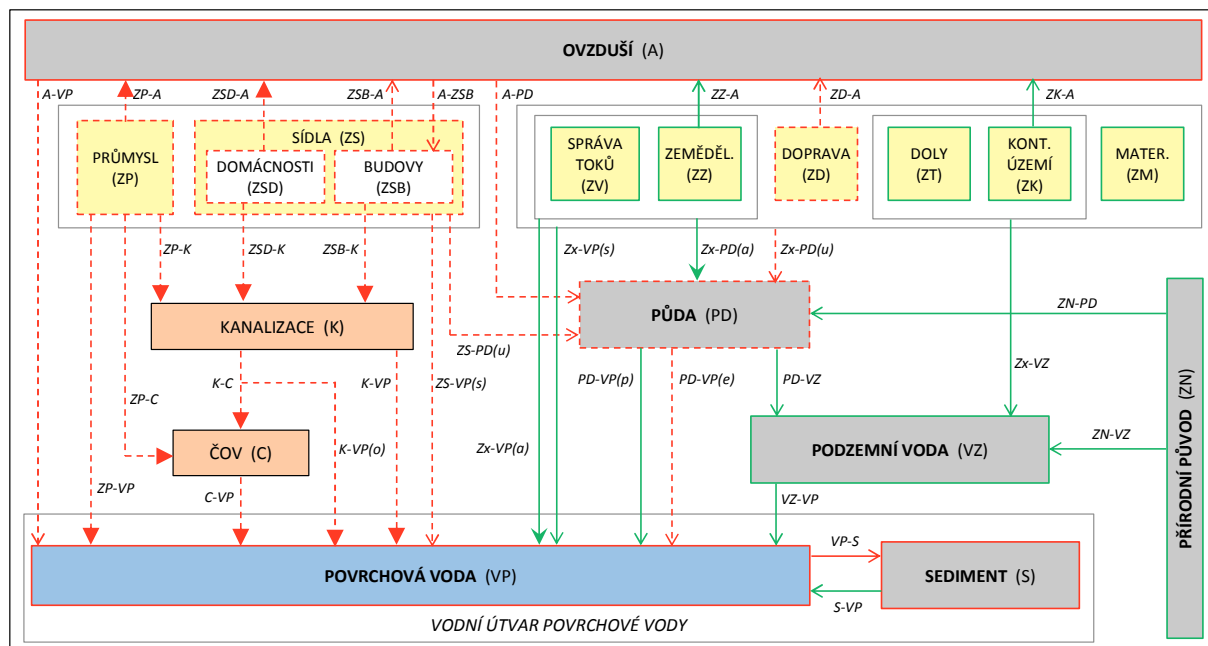 OVZDUŠÍ (A)
A-VP
ZP-A
ZSD-A
ZSB-A
A-ZSB
A-PD
ZZ-A
ZD-A
ZK-A
PRŮMYSL
(ZP)
SÍDLA (ZS)
DOMÁCNOSTI
(ZSD)
BUDOVY
(ZSB)
SPRÁVA
TOKŮ
(ZV)
ZEMĚDĚL.
(ZZ)
DOPRAVA
(ZD)
DOLY
(ZT)
KONT.
ÚZEMÍ
(ZK)
MATER.
(ZM)
ZP-K
ZSD-K
ZSB-K
Zx-VP(s)
Zx-PD(a)
Zx-PD(u)
KANALIZACE (K)
PŮDA (PD)
ZN-PD
ZS-PD(u)
K-C
K-VP
ZS-VP(s)
PD-VP(p)
PD-VP(e)
PD-VZ
Zx-VZ
ZP-C
ČOV (C)
K-VP(o)
Zx-VP(a)
PODZEMNÍ VODA (VZ)
ZN-VZ
PŘÍRODNÍ PŮVOD (ZN)
ZP-VP
C-VP
VZ-VP
POVRCHOVÁ VODA (VP)
VP-S
SEDIMENT (S)
S-VP
VODNÍ ÚTVAR POVRCHOVÉ VODY